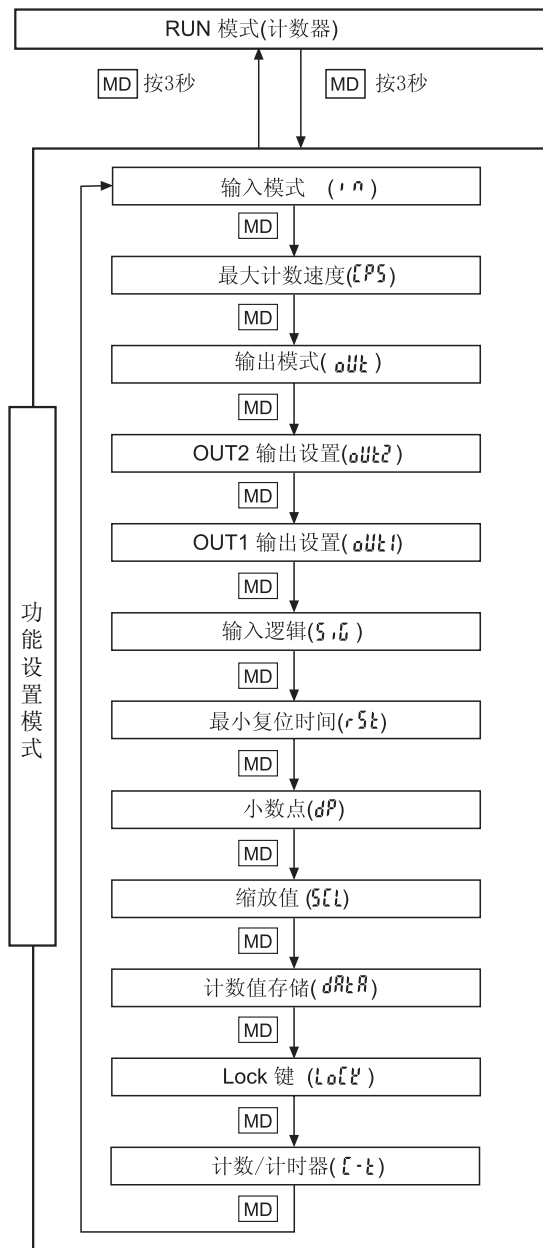 RUN 模式(计数器)
MD 按3秒 MD 按3秒
输入模式 (in)
MD
最大计数速度(CPS)
MD
输出模式( oUt )
MD
OUT2 输出设置(oUt2)
MD
OUT1 输出设置(oUt1)
MD
输入逻辑(SiG)
MD
最小复位时间(rSt)
MD
小数点(dP)
MD
缩放值 (SCL)
MD
计数值存储( dAtA )
MD
Lock 键 (LoCK)
MD
计数/计时器( C-t )
MD
功能设置模式